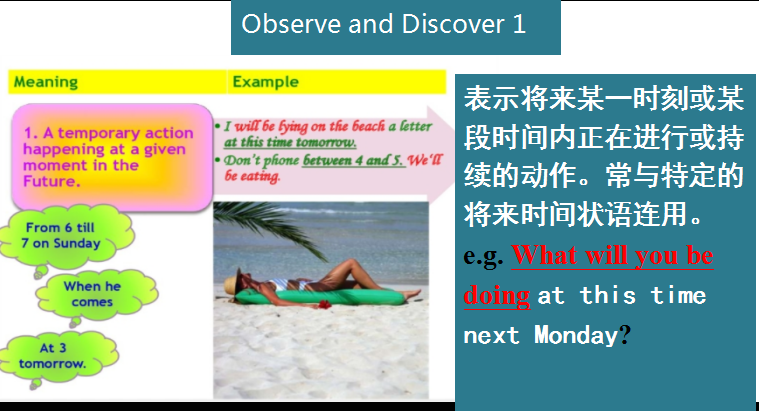 Observe and Discover 1
Meaning Example
1. A temporary action
happening at a given
moment in the
Future.
• I will be lying on the beach a letter
at this time tomorrow.
• Don't phone between 4 and 5. We'll
be eating.
From 6 till
7 on Sunday
When he
comes
At 3
tomorrow.
表示将来某一时刻或某
段时间内正在进行或持
续的动作。常与特定的
将来时间状语连用。
e.g. What will you be
doing at this time
next Monday?